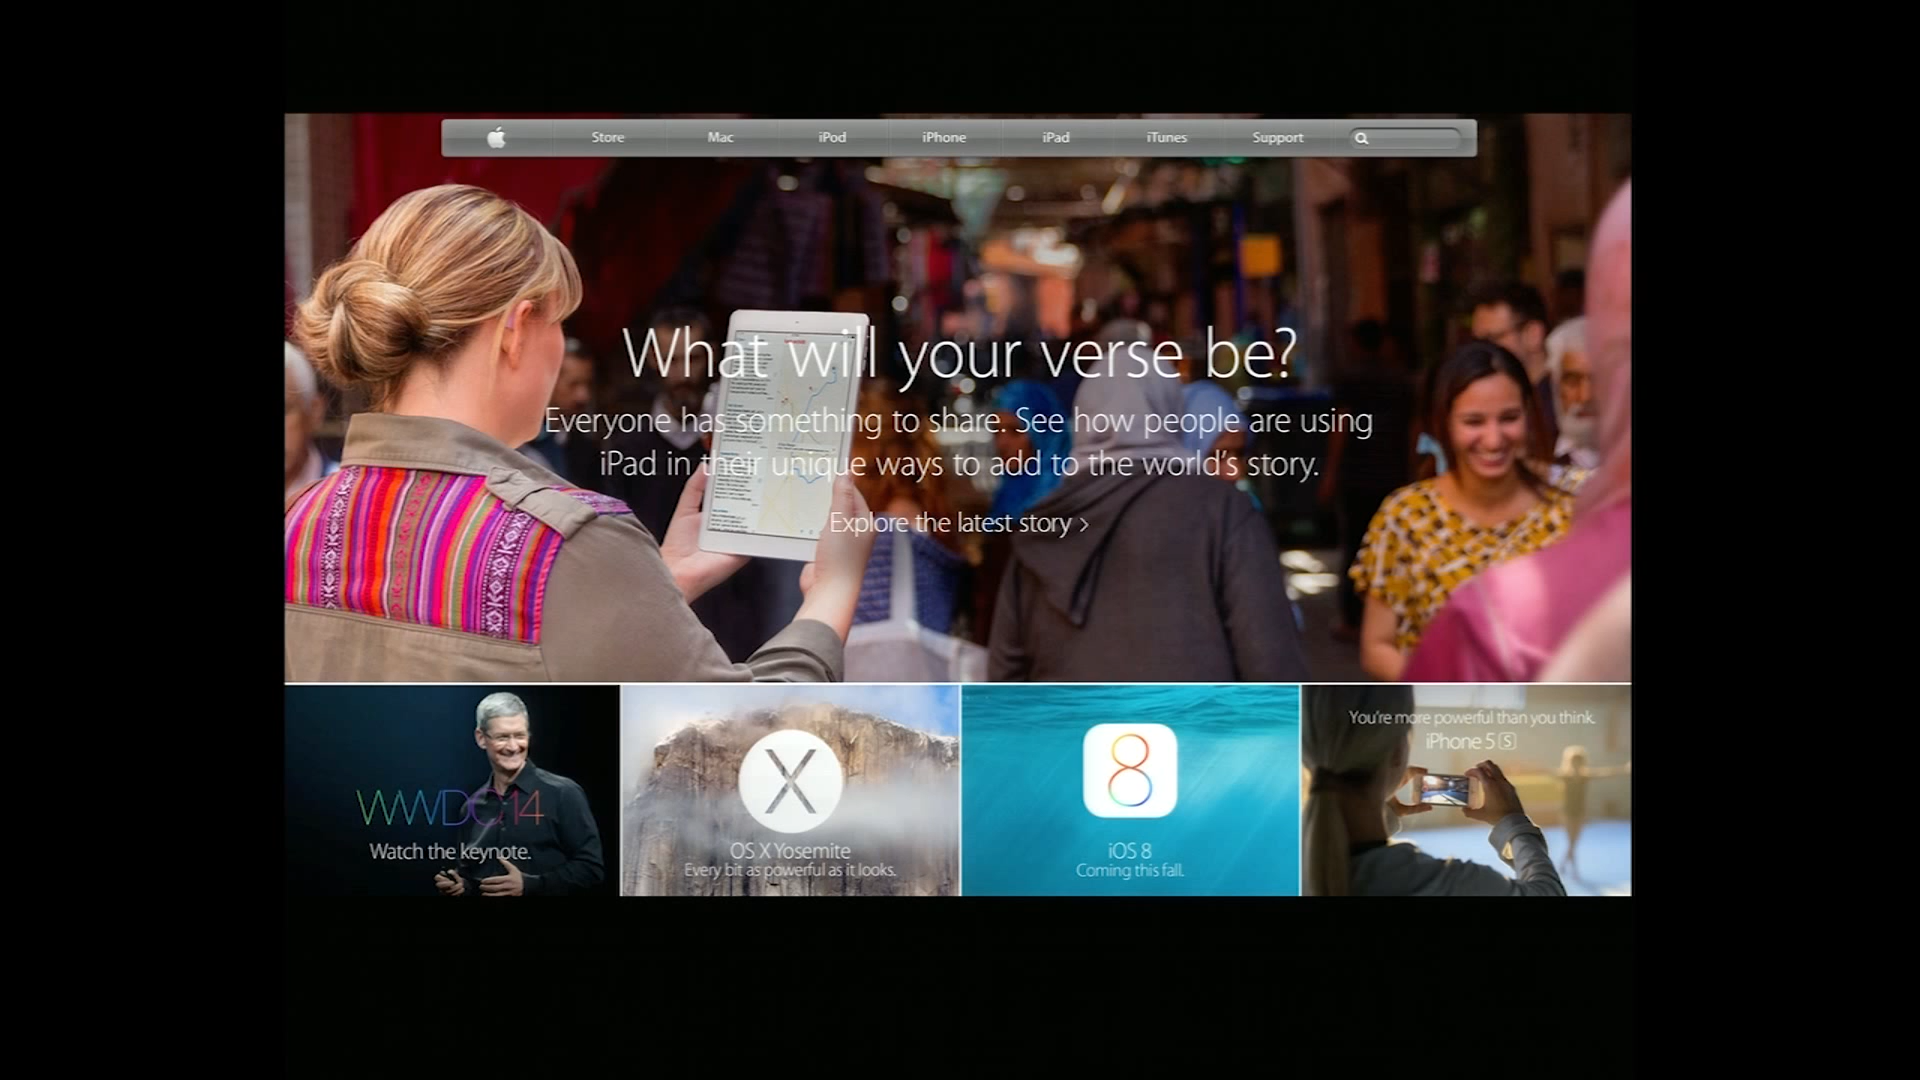 Store Mac iPod iPhone iPad iTunes Support
What will your verse be?
Everyone has something to share. See how people are using
iPad in their unique ways to add to the world's story.
Explore the latest story >
WWDC14
Watch the keynote.
X
OS X Yosemite
Every bit as powerful as it looks.
8
iOS 8
Coming this fall.
You're more powerful than you think.
iPhone 5S